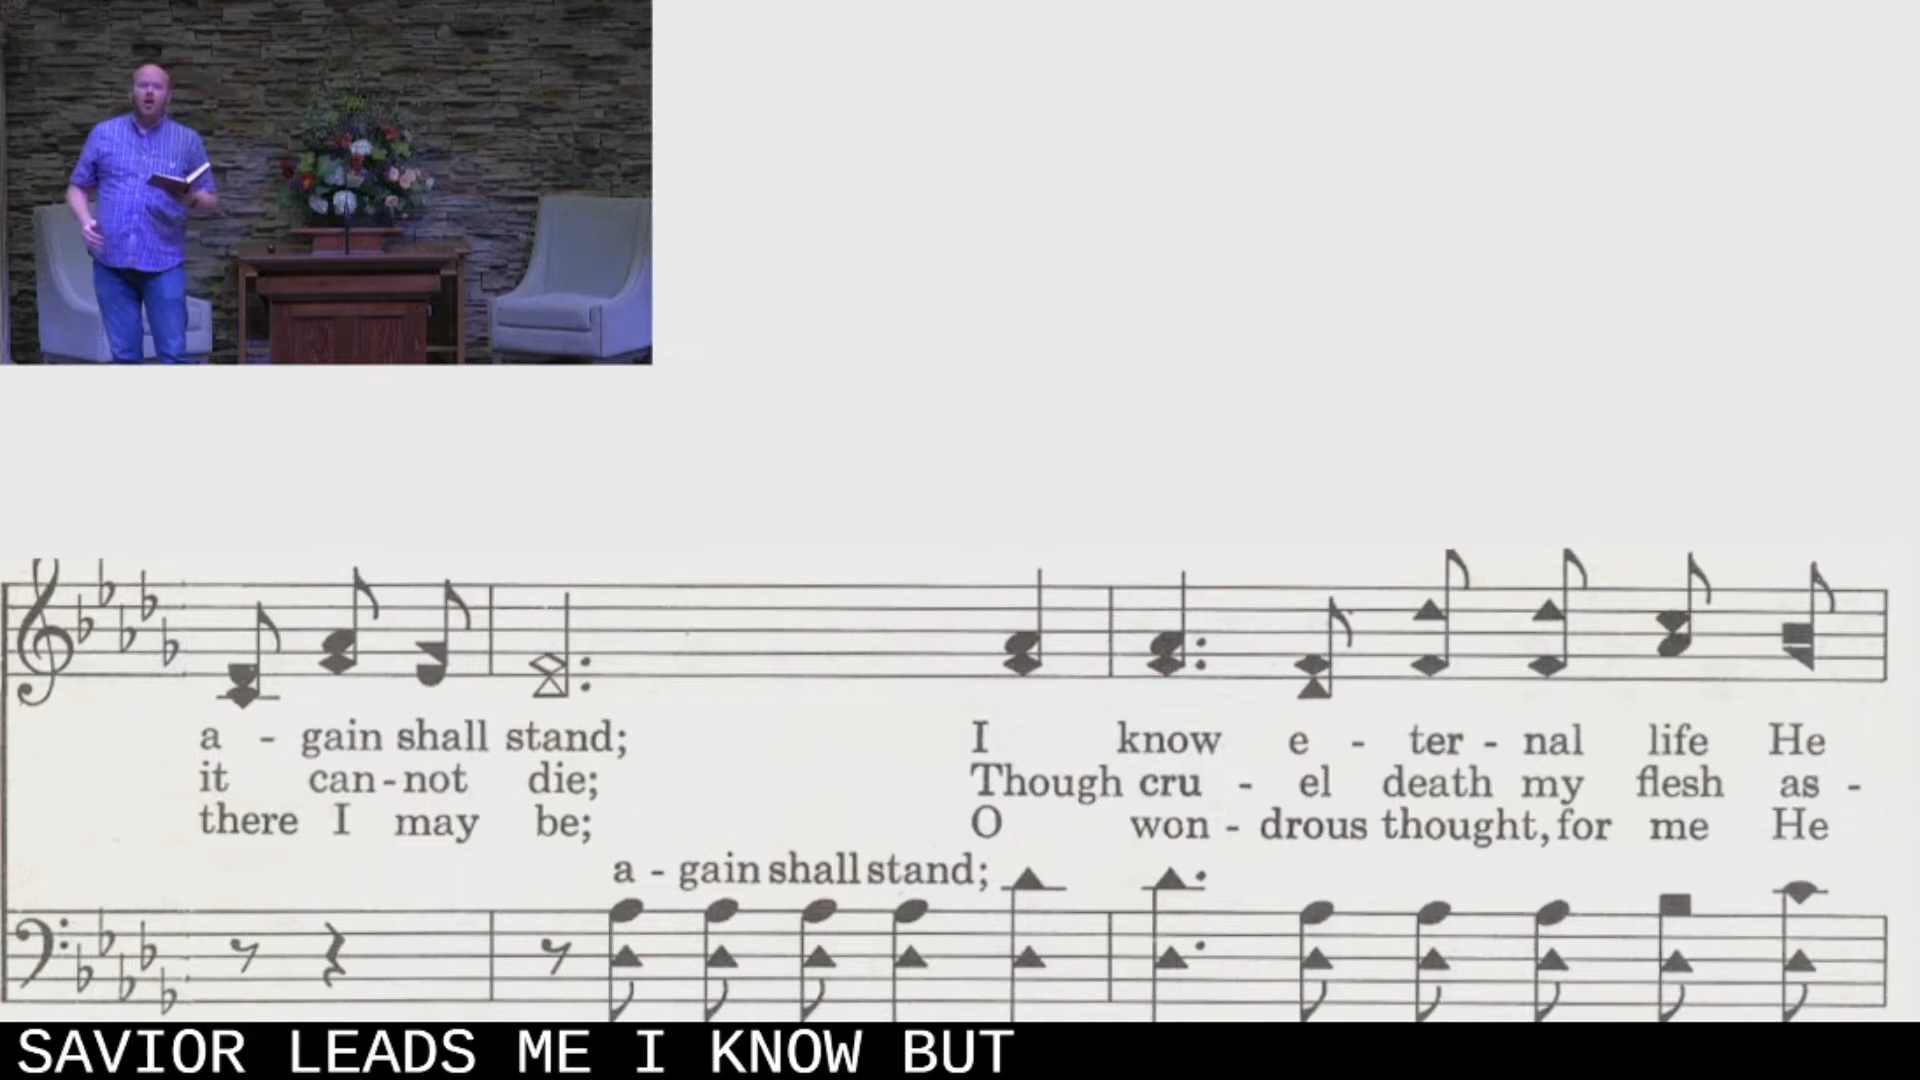 a - gain shall stand; I know e - ter - nal life He
it can - not die; Though cru - el death my flesh as -
there I may be; O won - drous thought, for me He
a - gain shall stand;
SAVIOR LEADS ME I KNOW BUT